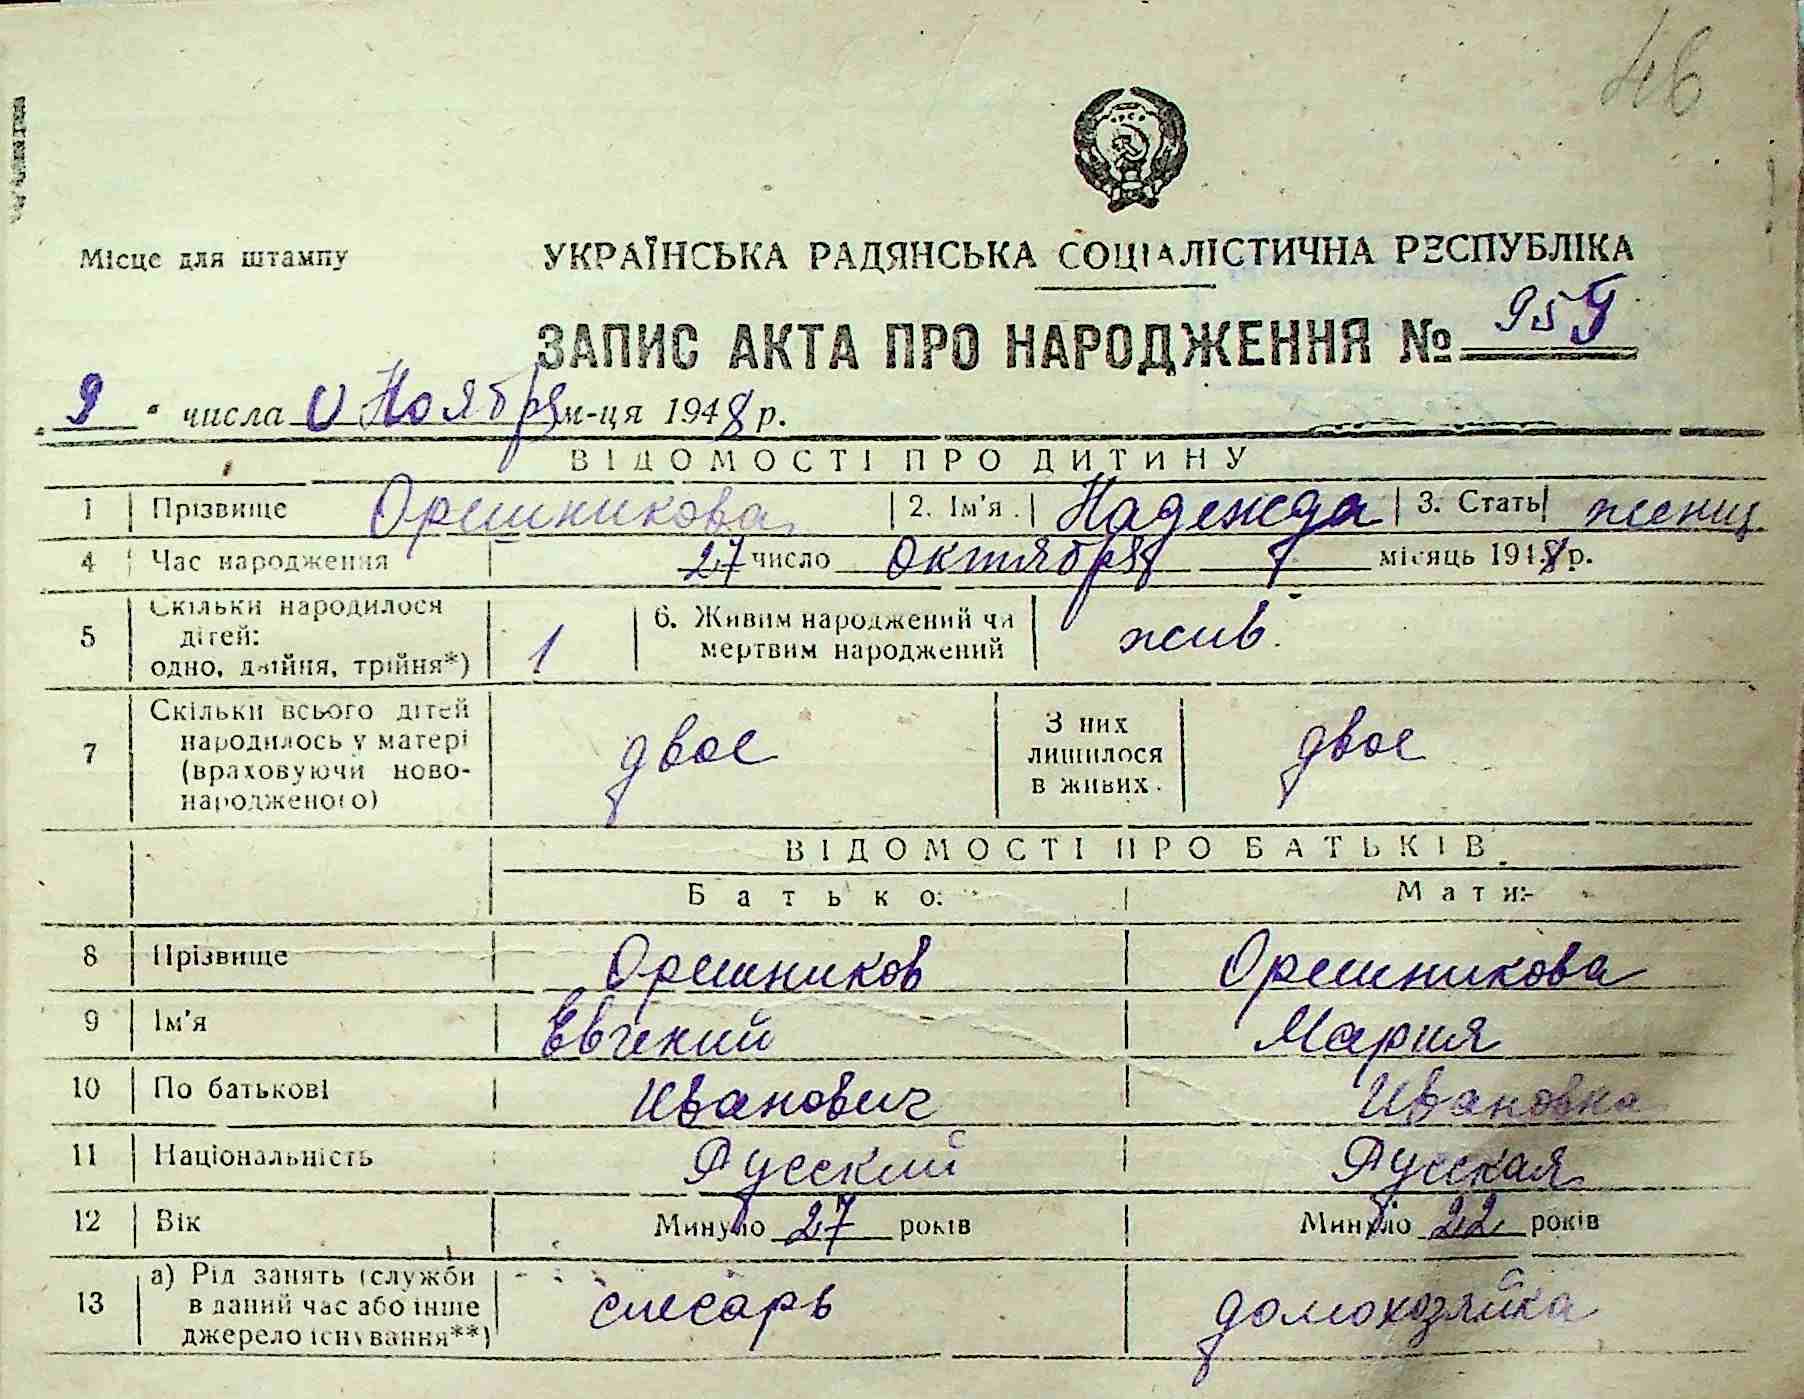 46
Місце для штампу
УКРАЇНСЬКА РАДЯНСЬКА СОЦІАЛІСТИЧНА РЕСПУБЛІКА
ЗАПИС АКТА ПРО НАРОДЖЕННЯ № 959
9 числа Ноября м-ця 1948 р.
ВІДОМОСТІ ПРО ДИТИНУ
1 Прізвище Орешникова 2. Ім'я Надежда 3. Стать женщ
4 Час народження 27 число Октября місяць 1948 р.
5 Скільки народилося дітей: одно, двійня, трійня*) 1 6. Живим народжений чи мертвим народжений жив.
7 Скільки всього дітей народилось у матері (враховуючи новонародженого) двое З них лишилося в живих. двое
ВІДОМОСТІ ПРО БАТЬКІВ
Батько: Мати:
8 Прізвище Орешников Орешникова
9 Ім'я Евгений Мария
10 По батькові Иванович Ивановна
11 Національність Русский Русская
12 Вік Минуло 27 років Минуло 22 років
13 а) Рід занять (служби в даний час або інше джерело існування**) слесарь домохозяйка